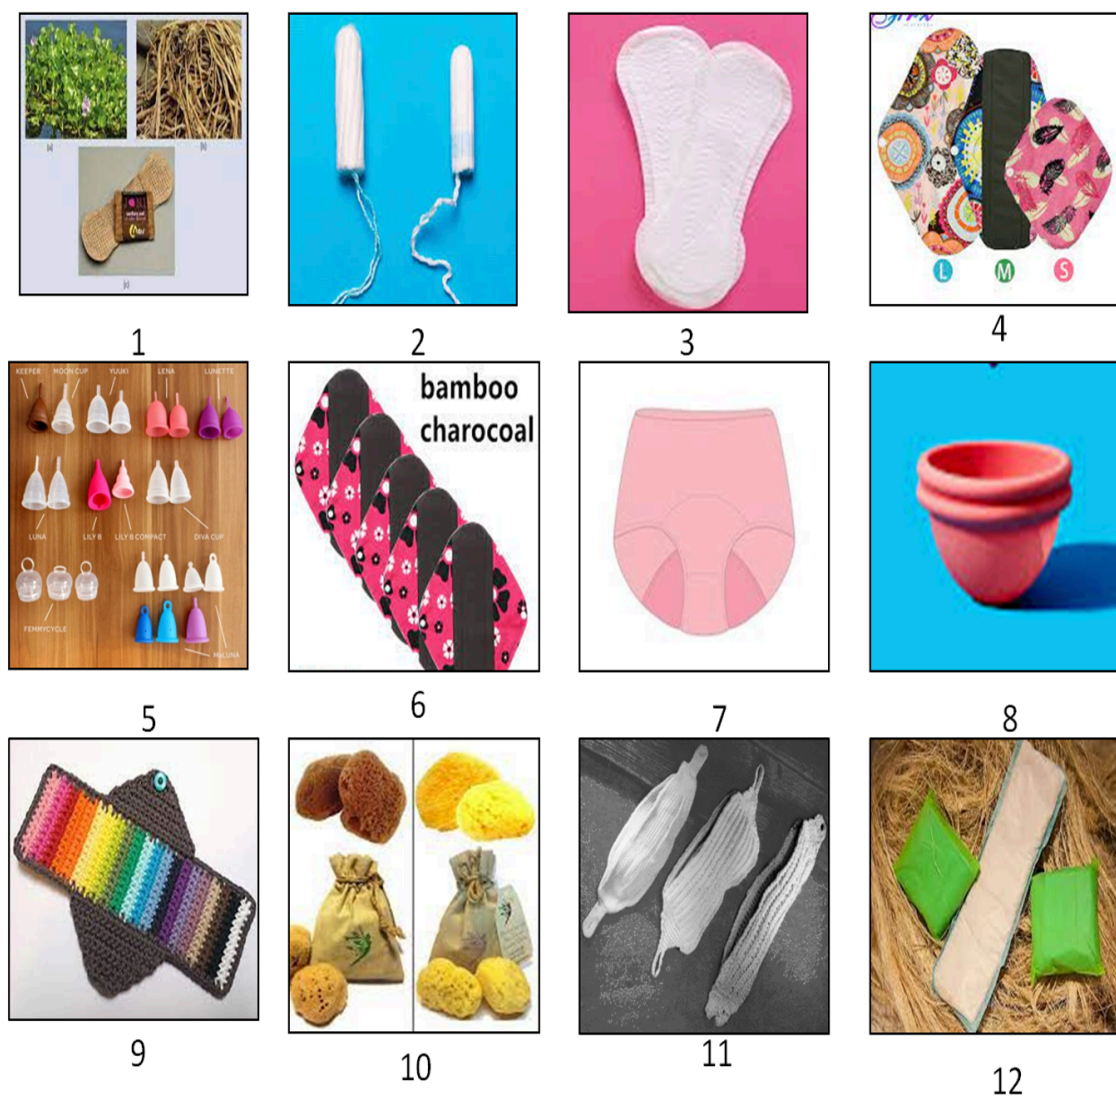 [a]
[b]
[c]
1
2
3
L
M
S
4
KEEPER
MOON CUP
YUUKI
LENA
LUNETTE
LUNA
LILY B
LILY B COMPACT
DIVA CUP
FEMMYCYCLE
MELUNA
5
bamboo
charocoal
6
7
8
9
10
11
12